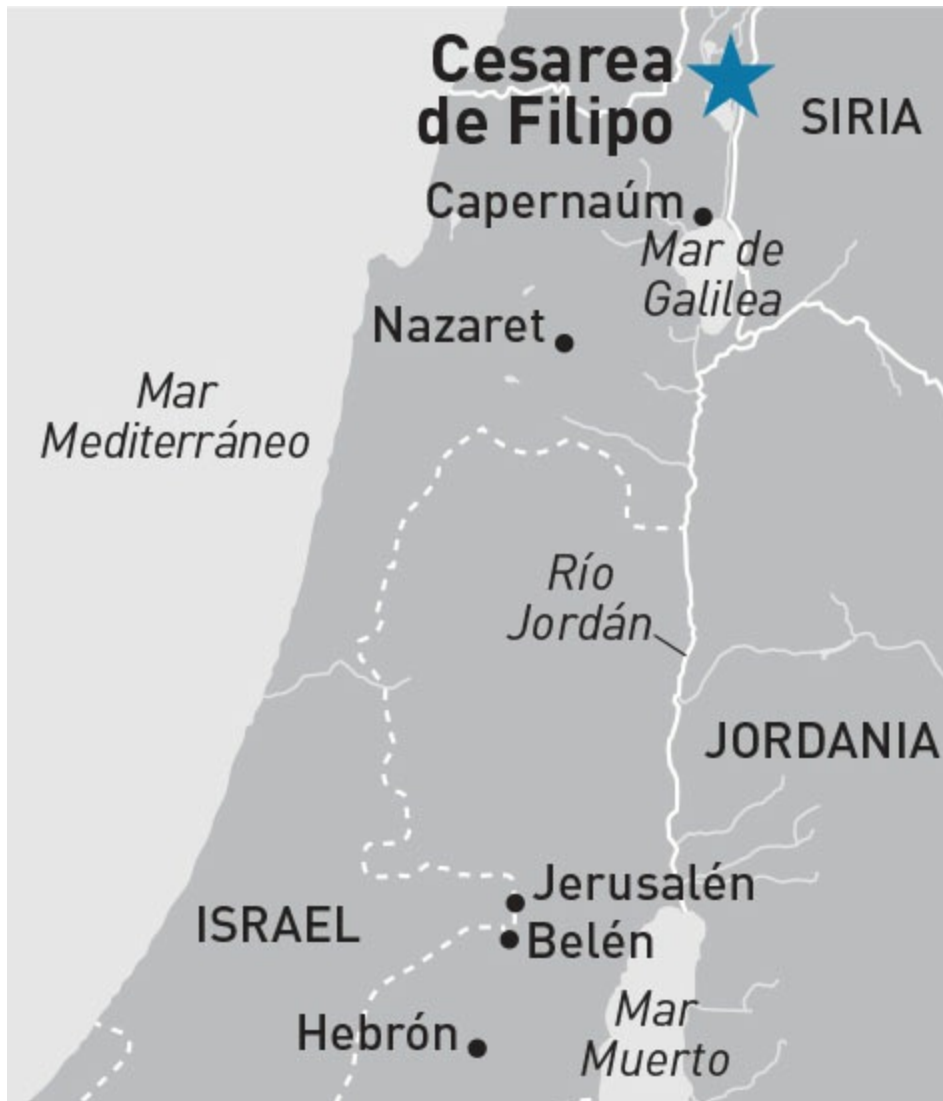 Cesarea
de Filipo
SIRIA
Capernaúm
Mar de
Galilea
Nazaret
Mar
Mediterráneo
Río
Jordán
JORDANIA
Jerusalén
ISRAEL
Belén
Mar
Muerto
Hebrón